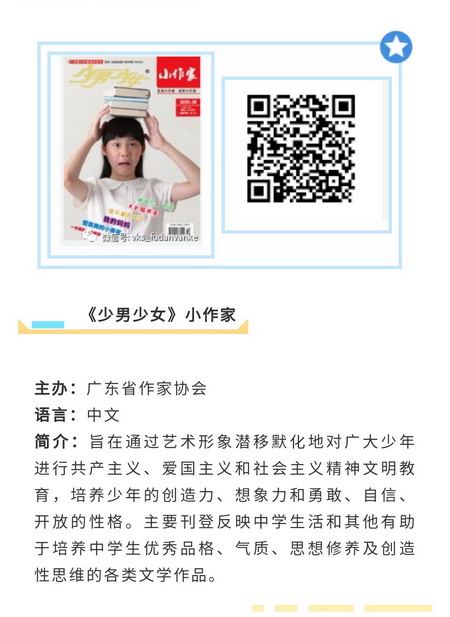 少男少女
小作家
2020.09
我的妈妈
微信号: vks_fudanvanke
《少男少女》小作家
主办：广东省作家协会
语言：中文
简介：旨在通过艺术形象潜移默化地对广大少年
进行共产主义、爱国主义和社会主义精神文明教
育，培养少年的创造力、想象力和勇敢、自信、
开放的性格。主要刊登反映中学生活和其他有助
于培养中学生优秀品格、气质、思想修养及创造
性思维的各类文学作品。